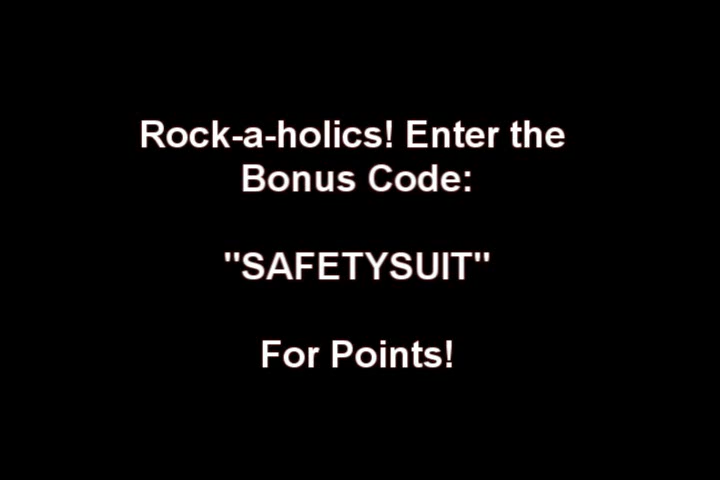 Rock-a-holics! Enter the
Bonus Code:
"SAFETYSUIT"
For Points!